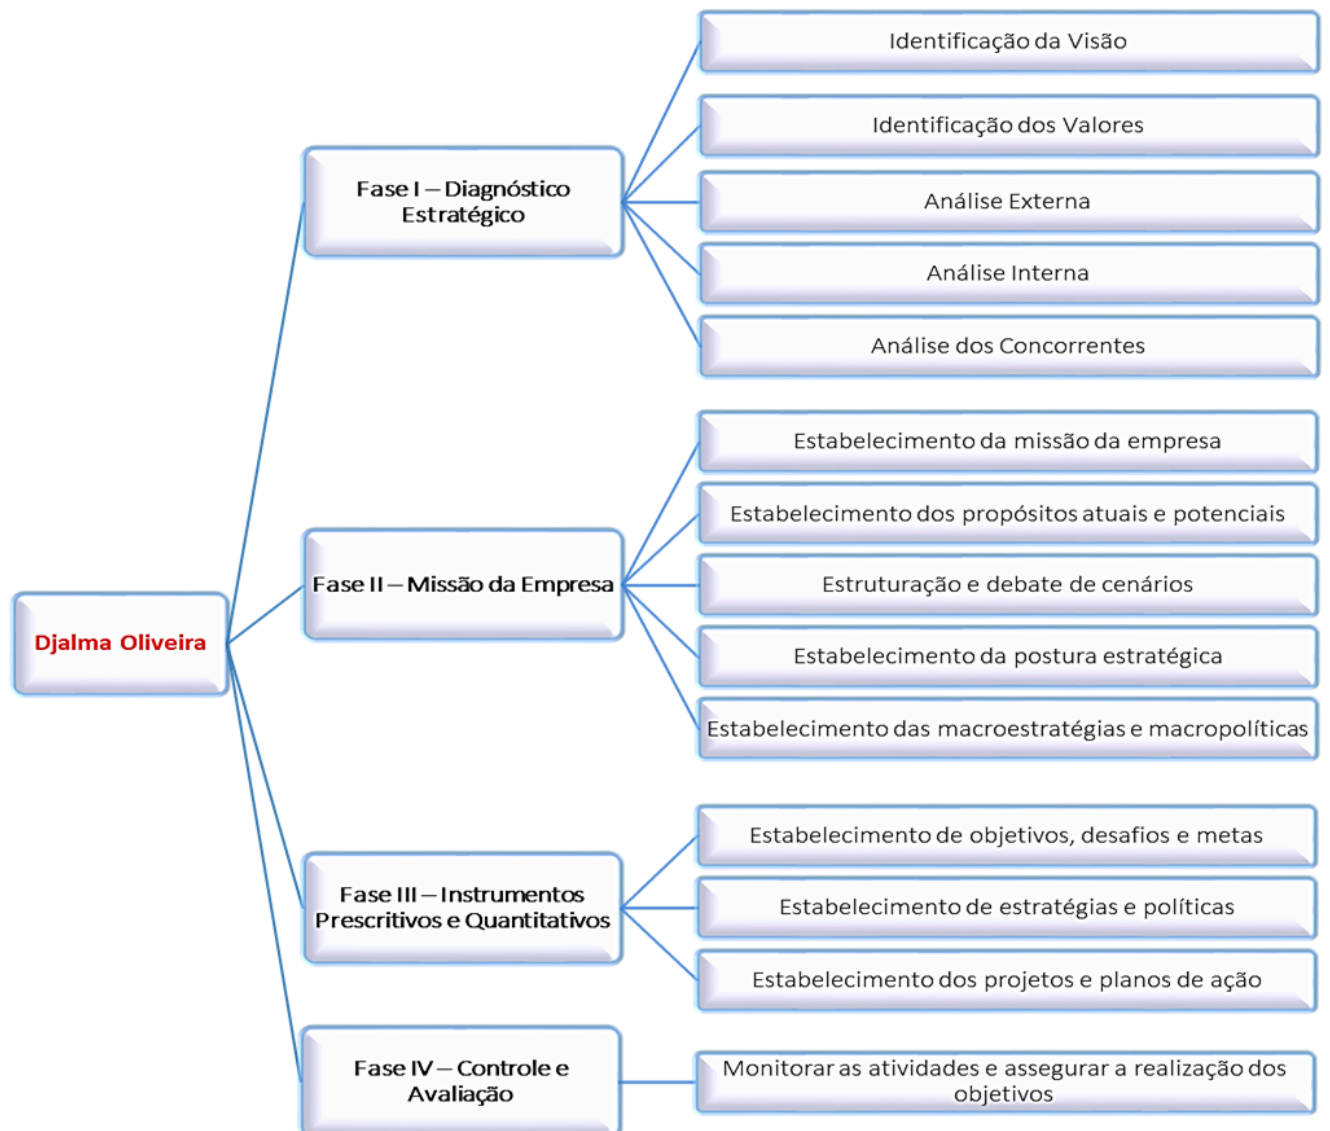 Djalma Oliveira
Fase I – Diagnóstico
Estratégico
Identificação da Visão
Identificação dos Valores
Análise Externa
Análise Interna
Análise dos Concorrentes
Fase II – Missão da Empresa
Estabelecimento da missão da empresa
Estabelecimento dos propósitos atuais e potenciais
Estruturação e debate de cenários
Estabelecimento da postura estratégica
Estabelecimento das macroestratégias e macropolíticas
Fase III – Instrumentos
Prescritivos e Quantitativos
Estabelecimento de objetivos, desafios e metas
Estabelecimento de estratégias e políticas
Estabelecimento dos projetos e planos de ação
Fase IV – Controle e
Avaliação
Monitorar as atividades e assegurar a realização dos
objetivos